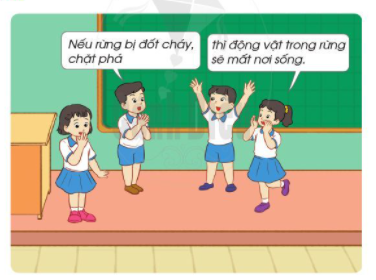 Nếu rừng bị đốt cháy,
chặt phá
thì động vật trong rừng
sẽ mất nơi sống.